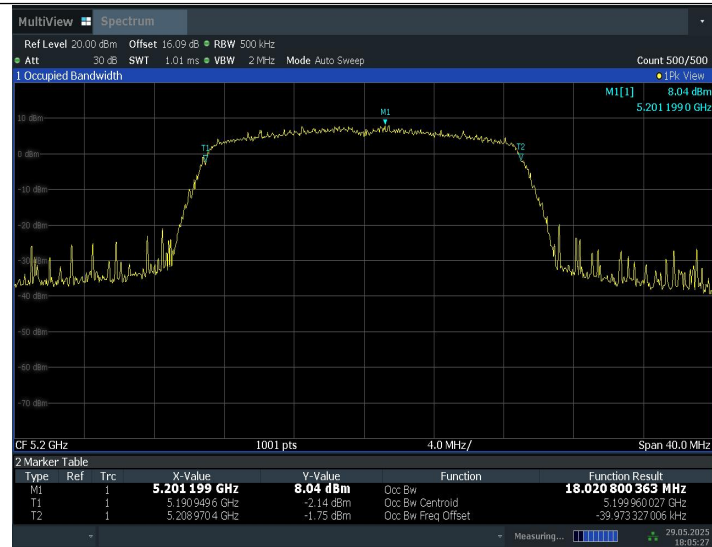 MultiView Spectrum
Ref Level 20.00 dBm Offset 16.09 dB RBW 500 kHz
Att 30 dB SWT 1.01 ms VBW 2 MHz Mode Auto Sweep Count 500/500
1 Occupied Bandwidth 1Pk View
M1[1] 8.04 dBm
5.201 199 0 GHz
M1
10 dBm
T1 T2
0 dBm
-10 dBm
-20 dBm
-30 dBm
-40 dBm
-50 dBm
-60 dBm
-70 dBm
CF 5.2 GHz 1001 pts 4.0 MHz/ Span 40.0 MHz
2 Marker Table
Type Ref Trc X-Value Y-Value Function Function Result
M1 1 5.201 199 GHz 8.04 dBm Occ Bw 18.020 800 363 MHz
T1 1 5.190 949 6 GHz -2.14 dBm Occ Bw Centroid 5.199 960 027 GHz
T2 1 5.208 970 4 GHz -1.75 dBm Occ Bw Freq Offset -39.973 327 006 kHz
Measuring... 29.05.2025
18:05:27